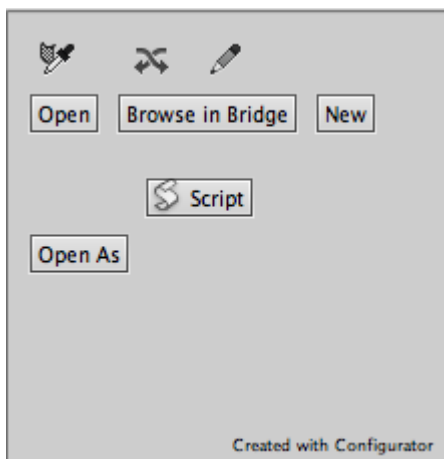 Open Browse in Bridge New
Script
Open As
Created with Configurator